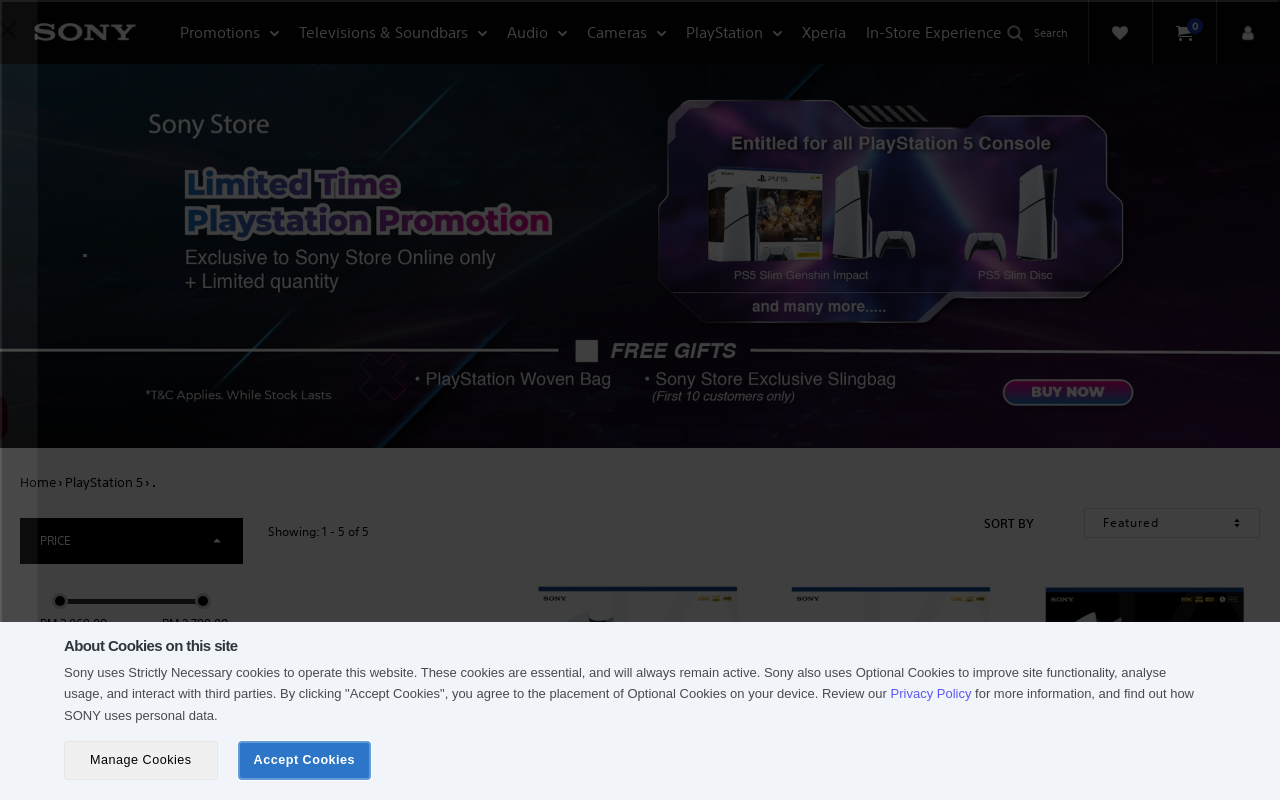 SONY
Promotions
Televisions & Soundbars
Audio
Cameras
PlayStation
Xperia
In-Store Experience
Search
0
Sony Store
Limited Time
Playstation Promotion
Exclusive to Sony Store Online only
+ Limited quantity
Entitled for all PlayStation 5 Console
PS5 Slim Genshin Impact
PS5 Slim Disc
and many more.....
FREE GIFTS
• PlayStation Woven Bag
• Sony Store Exclusive Slingbag
(First 10 customers only)
*T&C Applies. While Stock Lasts
BUY NOW
Home › PlayStation 5 › .
PRICE
Showing: 1 - 5 of 5
SORT BY
Featured
SONY
SONY
SONY
About Cookies on this site
Sony uses Strictly Necessary cookies to operate this website. These cookies are essential, and will always remain active. Sony also uses Optional Cookies to improve site functionality, analyse
usage, and interact with third parties. By clicking "Accept Cookies", you agree to the placement of Optional Cookies on your device. Review our Privacy Policy for more information, and find out how
SONY uses personal data.
Manage Cookies
Accept Cookies